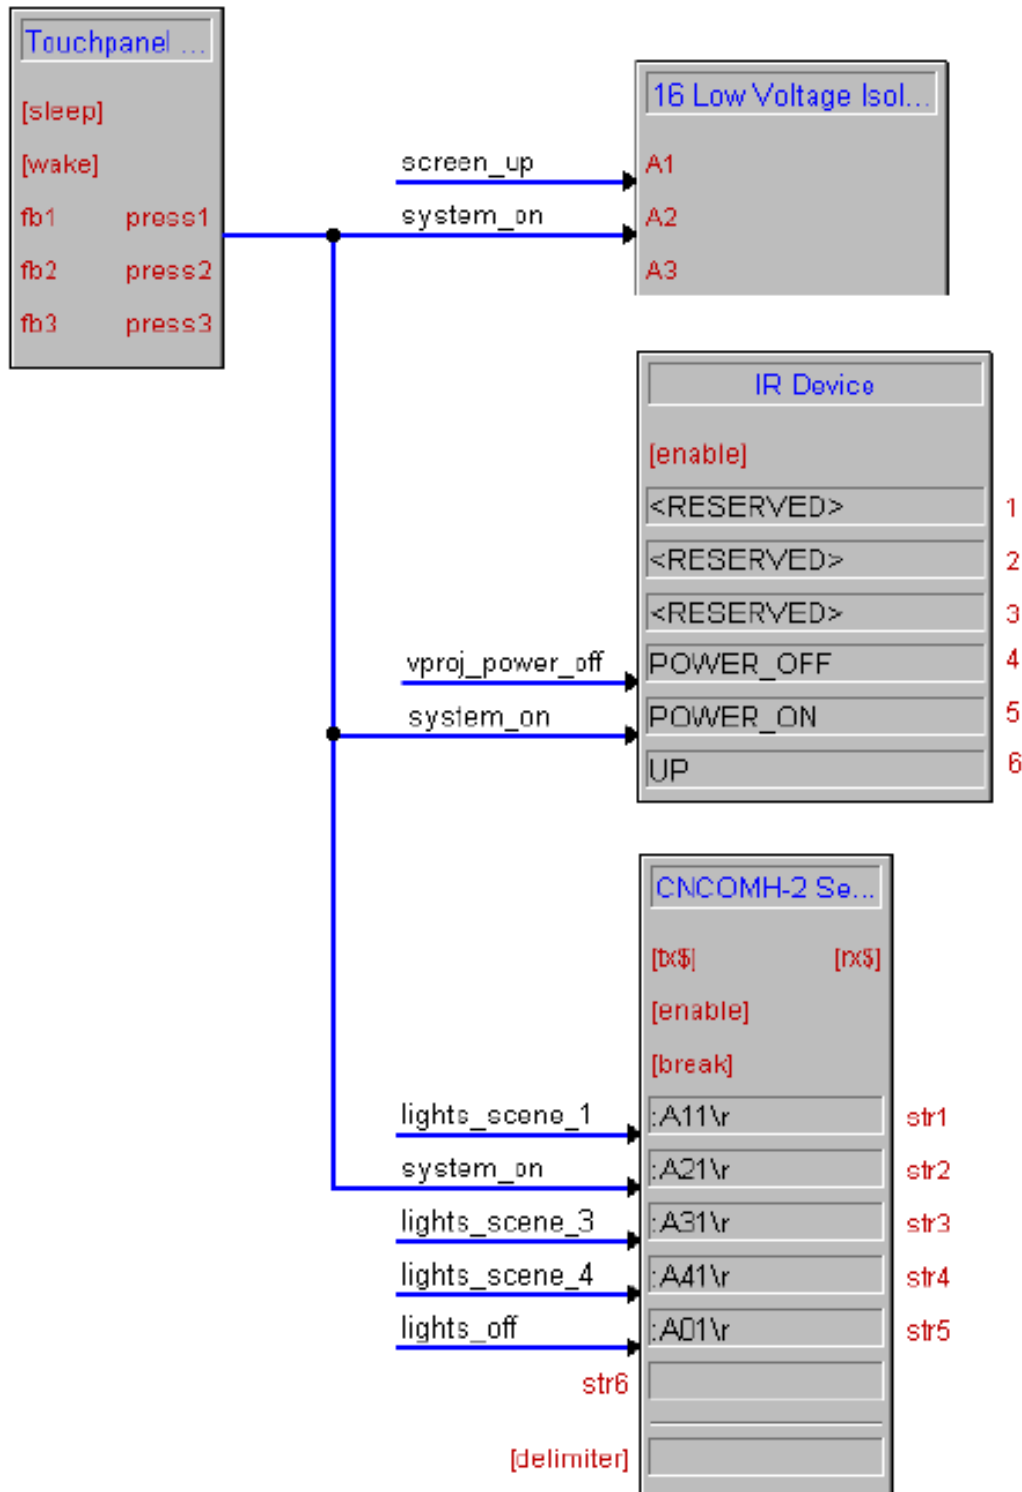 Touchpanel ...
[sleep]
[wake]
fb1 press1
fb2 press2
fb3 press3
16 Low Voltage Isol...
screen_up A1
system_on A2
A3
IR Device
[enable]
<RESERVED> 1
<RESERVED> 2
<RESERVED> 3
vproj_power_off POWER_OFF 4
system_on POWER_ON 5
UP 6
CNCOMH-2 Se...
[tx$] [rx$]
[enable]
[break]
lights_scene_1 :A11\r str1
system_on :A21\r str2
lights_scene_3 :A31\r str3
lights_scene_4 :A41\r str4
lights_off :A01\r str5
str6
[delimiter]